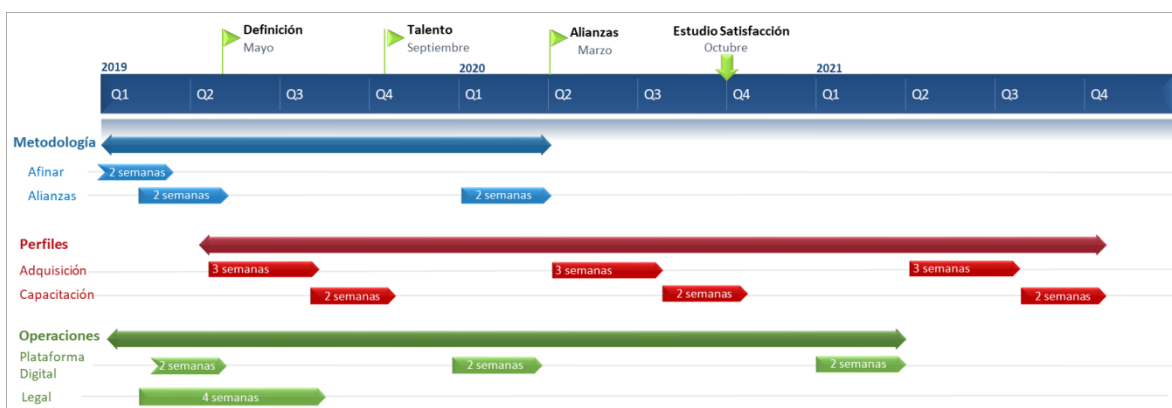 Definición
Mayo
Talento
Septiembre
Alianzas
Marzo
Estudio Satisfacción
Octubre
2019
2020
2021
Q1 Q2 Q3 Q4 Q1 Q2 Q3 Q4 Q1 Q2 Q3 Q4
Metodología
Afinar 2 semanas
Alianzas 2 semanas 2 semanas
Perfiles
Adquisición 3 semanas 3 semanas 3 semanas
Capacitación 2 semanas 2 semanas 2 semanas
Operaciones
Plataforma
Digital
2 semanas 2 semanas 2 semanas
Legal 4 semanas